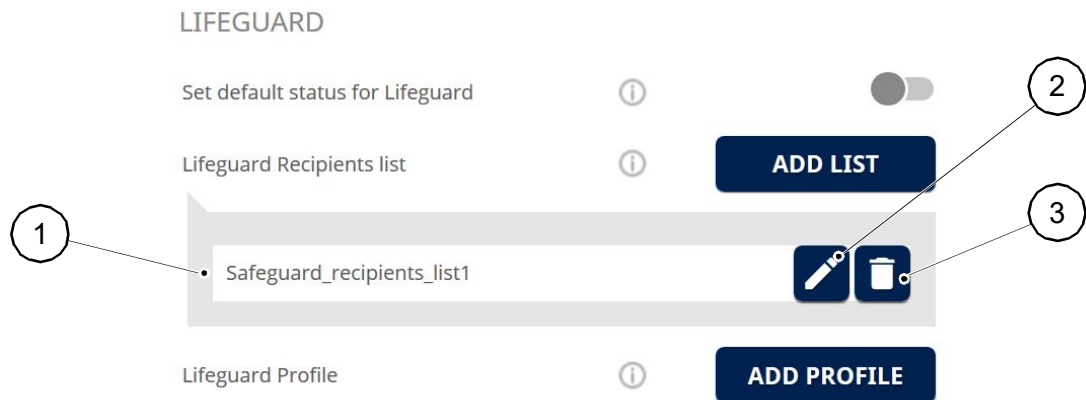 LIFEGUARD
Set default status for Lifeguard
2
Lifeguard Recipients list
ADD LIST
3
1
Safeguard_recipients_list1
Lifeguard Profile
ADD PROFILE